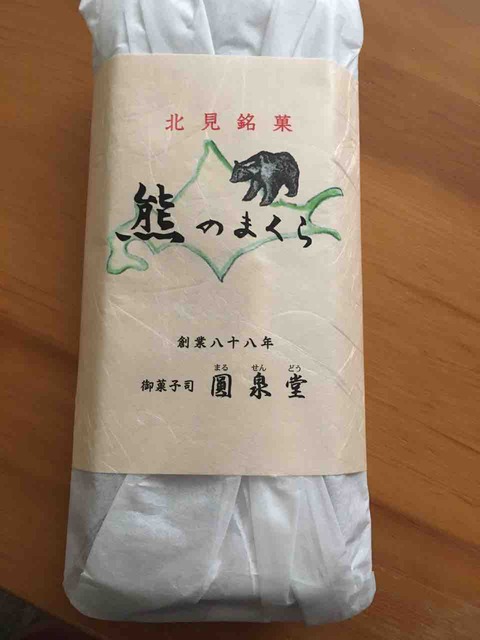 北見銘菓
熊のまくら
創業八十八年
まる せん どう
御菓子司 圓泉堂